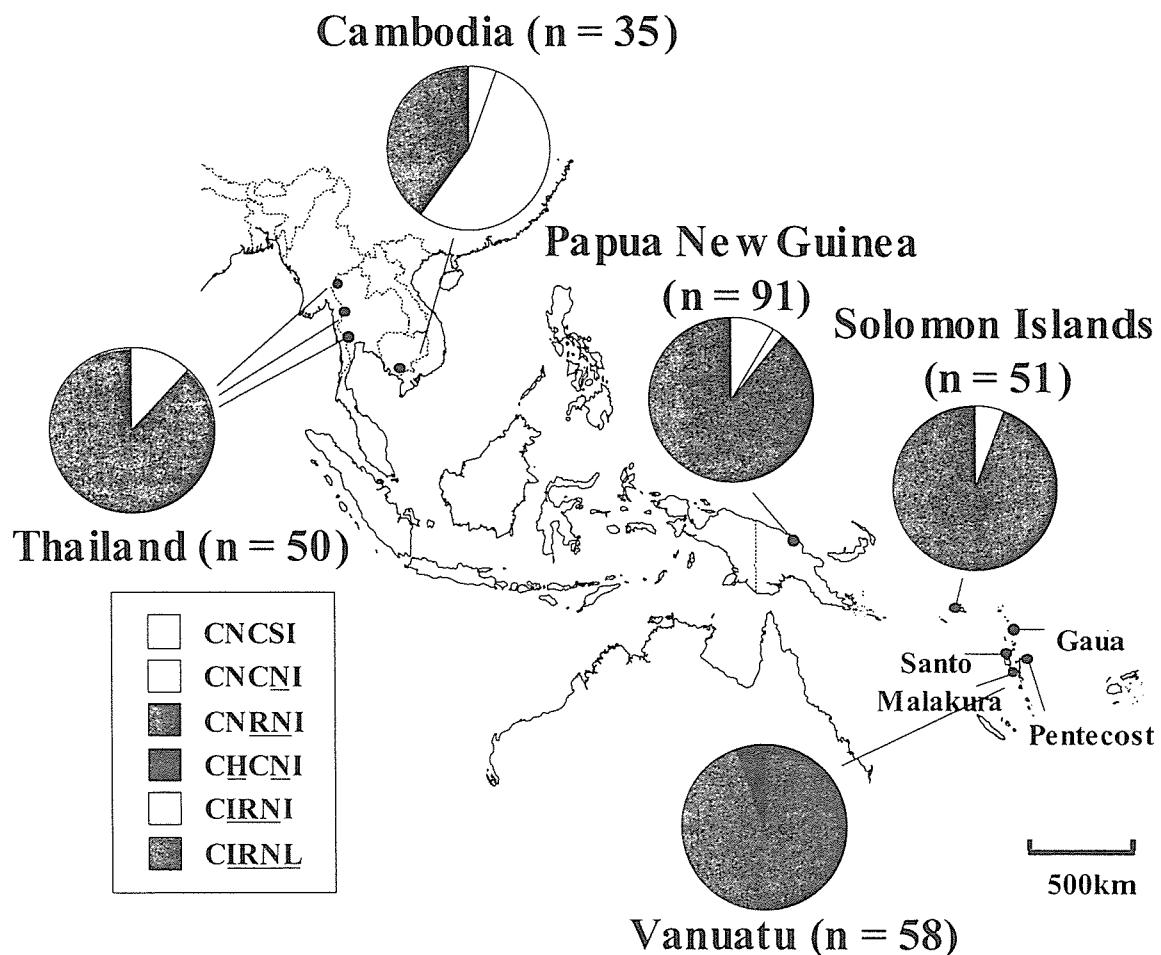 Cambodia (n = 35)
Papua New Guinea
(n = 91)
Solomon Islands
(n = 51)
Thailand (n = 50)
CNCSI
CNCNI
CNRNI
CHCNI
CIRNI
CIRNL
Gaua
Santo
Malakura
Pentecost
500km
Vanuatu (n = 58)